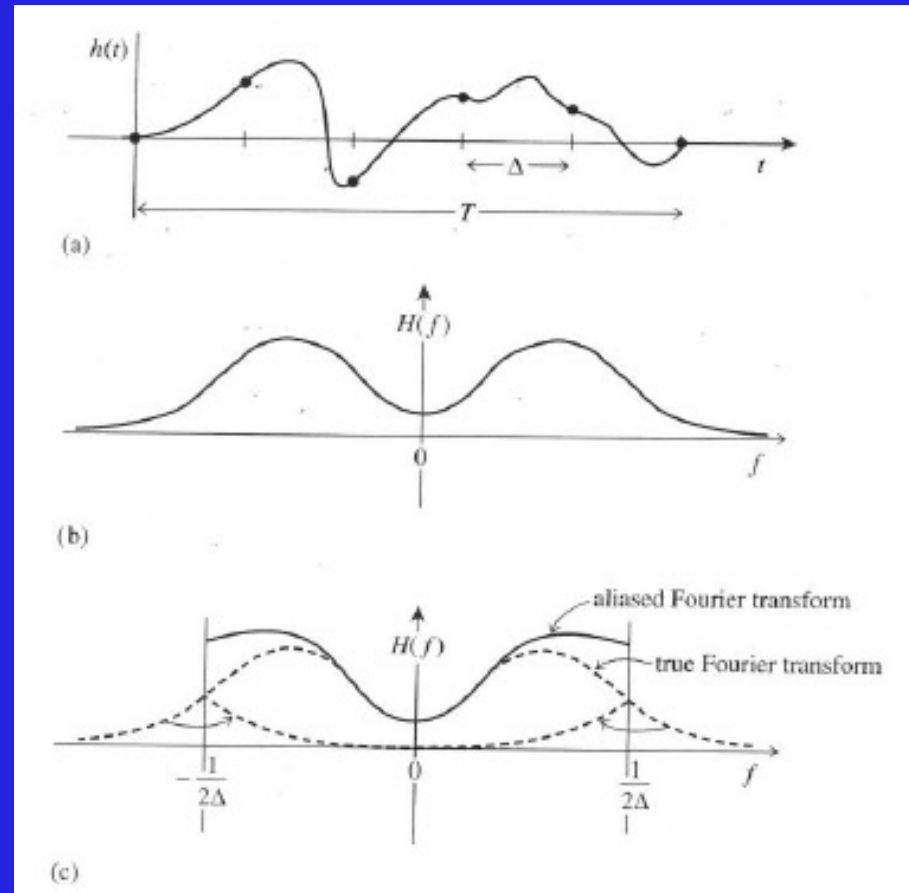 h(t)
Δ
t
T
(a)
H(f)
0
f
(b)
aliased Fourier transform
H(f)
true Fourier transform
-1/2Δ
0
1/2Δ
f
(c)